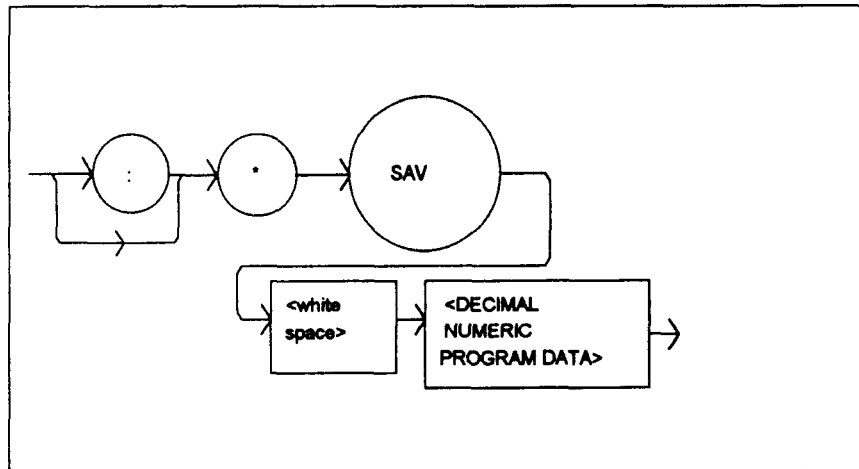 :
*
SAV
<white
space>
<DECIMAL
NUMERIC
PROGRAM DATA>